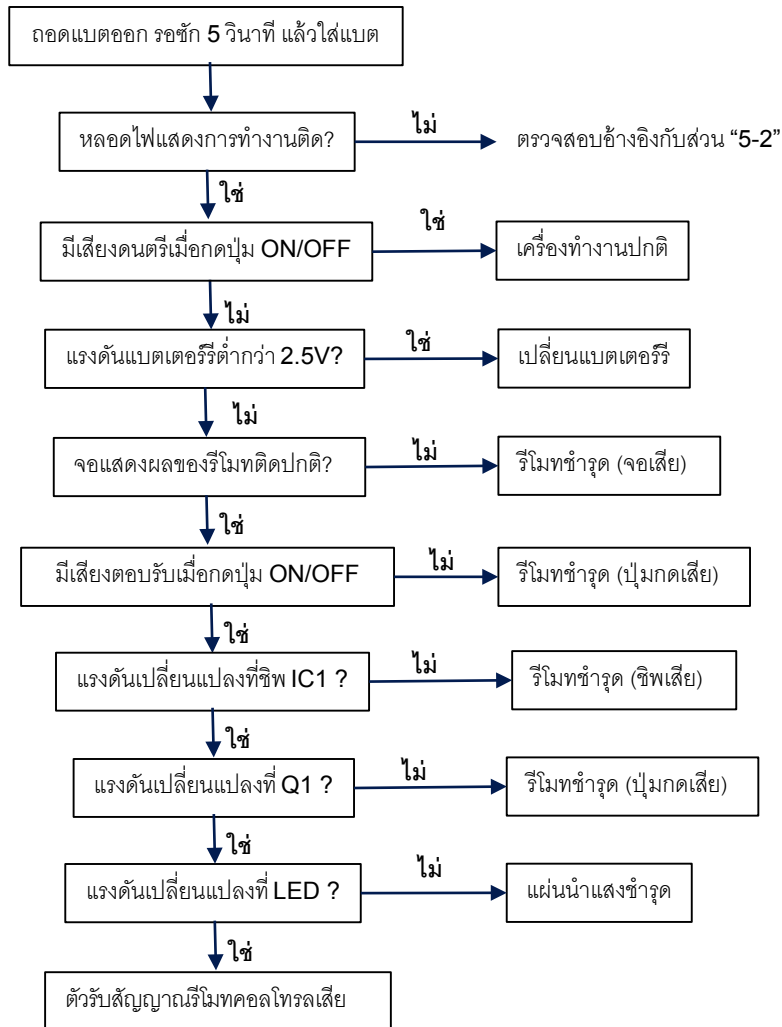 ถอดแบตออก รอซัก 5 วินาที แล้วใส่แบต
หลอดไฟแสดงการทำงานติด?
ไม่
ตรวจสอบอ้างอิงกับส่วน “5-2”
ใช่
มีเสียงดนตรีเมื่อกดปุ่ม ON/OFF
ใช่
เครื่องทำงานปกติ
ไม่
แรงดันแบตเตอร์รี่ต่ำกว่า 2.5V?
ใช่
เปลี่ยนแบตเตอร์รี
ไม่
จอแสดงผลของรีโมทติดปกติ?
ไม่
รีโมทชำรุด (จอเสีย)
ใช่
มีเสียงตอบรับเมื่อกดปุ่ม ON/OFF
ไม่
รีโมทชำรุด (ปุ่มกดเสีย)
ใช่
แรงดันเปลี่ยนแปลงที่ชิพ IC1 ?
ไม่
รีโมทชำรุด (ชิพเสีย)
ใช่
แรงดันเปลี่ยนแปลงที่ Q1 ?
ไม่
รีโมทชำรุด (ปุ่มกดเสีย)
ใช่
แรงดันเปลี่ยนแปลงที่ LED ?
ไม่
แผ่นนำแสงชำรุด
ใช่
ตัวรับสัญญาณรีโมทคอลโทรลเสีย